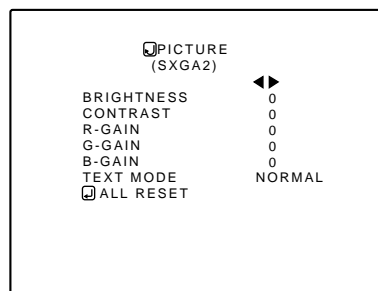 PICTURE
(SXGA2)
BRIGHTNESS 0
CONTRAST 0
R-GAIN 0
G-GAIN 0
B-GAIN 0
TEXT MODE NORMAL
ALL RESET